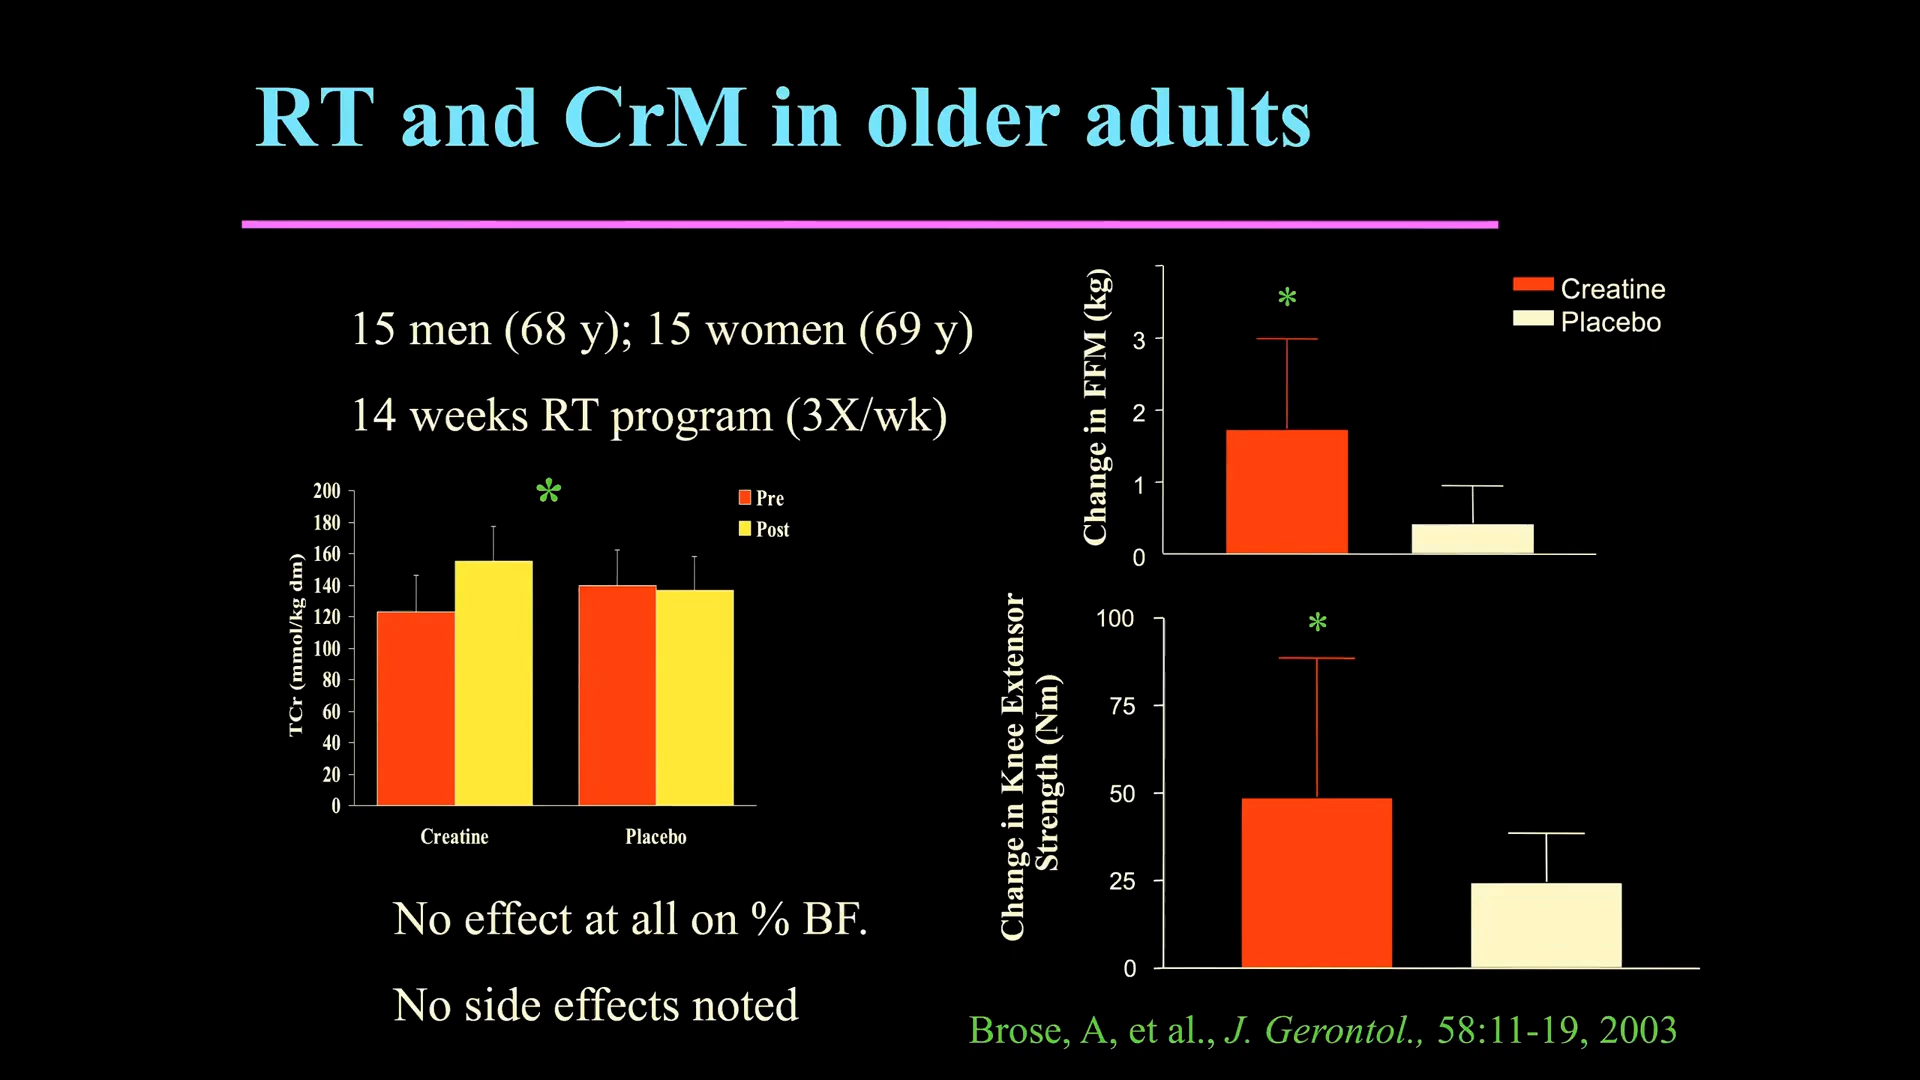 RT and CrM in older adults
15 men (68 y); 15 women (69 y)
14 weeks RT program (3X/wk)
TCr (mmol/kg dm)
200
180
160
140
120
100
80
60
40
20
0
*
Pre
Post
Creatine
Placebo
No effect at all on % BF.
No side effects noted
Change in FFM (kg)
3
2
1
0
*
Creatine
Placebo
Change in Knee Extensor
Strength (Nm)
100
75
50
25
0
*
Brose, A, et al., J. Gerontol., 58:11-19, 2003